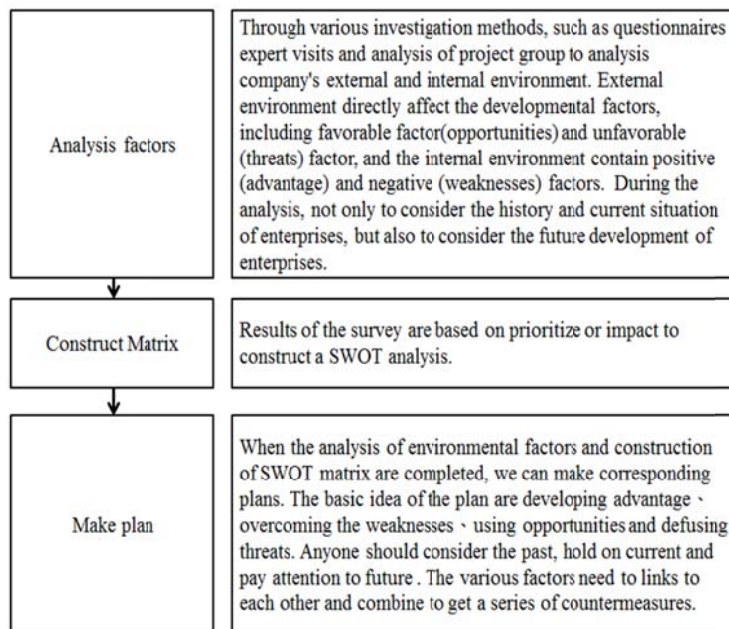 Analysis factors
Through various investigation methods, such as questionnaires
expert visits and analysis of project group to analysis
company's external and internal environment. External
environment directly affect the developmental factors,
including favorable factor(opportunities) and unfavorable
(threats) factor, and the internal environment contain positive
(advantage) and negative (weaknesses) factors. During the
analysis, not only to consider the history and current situation
of enterprises, but also to consider the future development of
enterprises.
Construct Matrix
Results of the survey are based on prioritize or impact to
construct a SWOT analysis.
Make plan
When the analysis of environmental factors and construction
of SWOT matrix are completed, we can make corresponding
plans. The basic idea of the plan are developing advantage、
overcoming the weaknesses、using opportunities and defusing
threats. Anyone should consider the past, hold on current and
pay attention to future . The various factors need to links to
each other and combine to get a series of countermeasures.